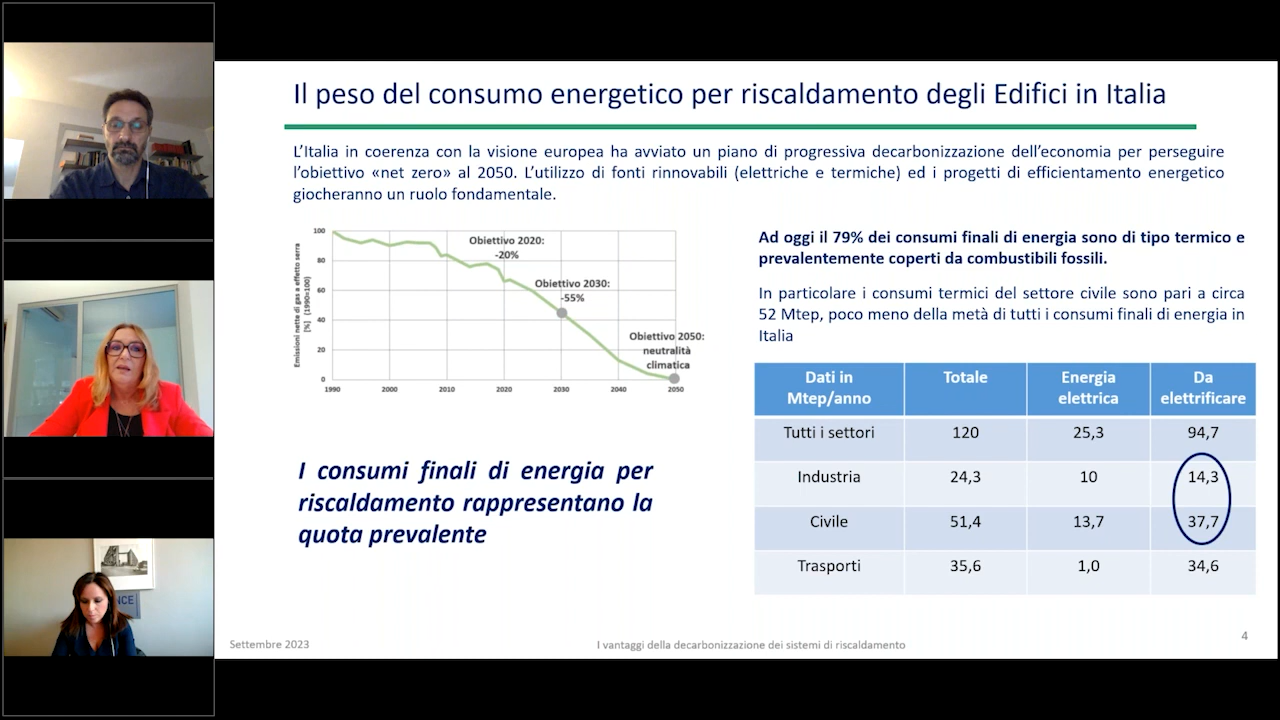 Il peso del consumo energetico per riscaldamento degli Edifici in Italia
L'Italia in coerenza con la visione europea ha avviato un piano di progressiva decarbonizzazione dell'economia per perseguire
l'obiettivo «net zero» al 2050. L'utilizzo di fonti rinnovabili (elettriche e termiche) ed i progetti di efficientamento energetico
giocheranno un ruolo fondamentale.
Emissioni nette di gas a effetto serra
[%] (1990=100)
100
80
60
40
20
0
1990 2000 2010 2020 2030 2040 2050
Obiettivo 2020:
-20%
Obiettivo 2030:
-55%
Obiettivo 2050:
neutralità
climatica
I consumi finali di energia per
riscaldamento rappresentano la
quota prevalente
Ad oggi il 79% dei consumi finali di energia sono di tipo termico e
prevalentemente coperti da combustibili fossili.
In particolare i consumi termici del settore civile sono pari a circa
52 Mtep, poco meno della metà di tutti i consumi finali di energia in
Italia
Dati in Mtep/anno Totale Energia elettrica Da elettrificare
Tutti i settori 120 25,3 94,7
Industria 24,3 10 14,3
Civile 51,4 13,7 37,7
Trasporti 35,6 1,0 34,6
Settembre 2023 I vantaggi della decarbonizzazione dei sistemi di riscaldamento 4